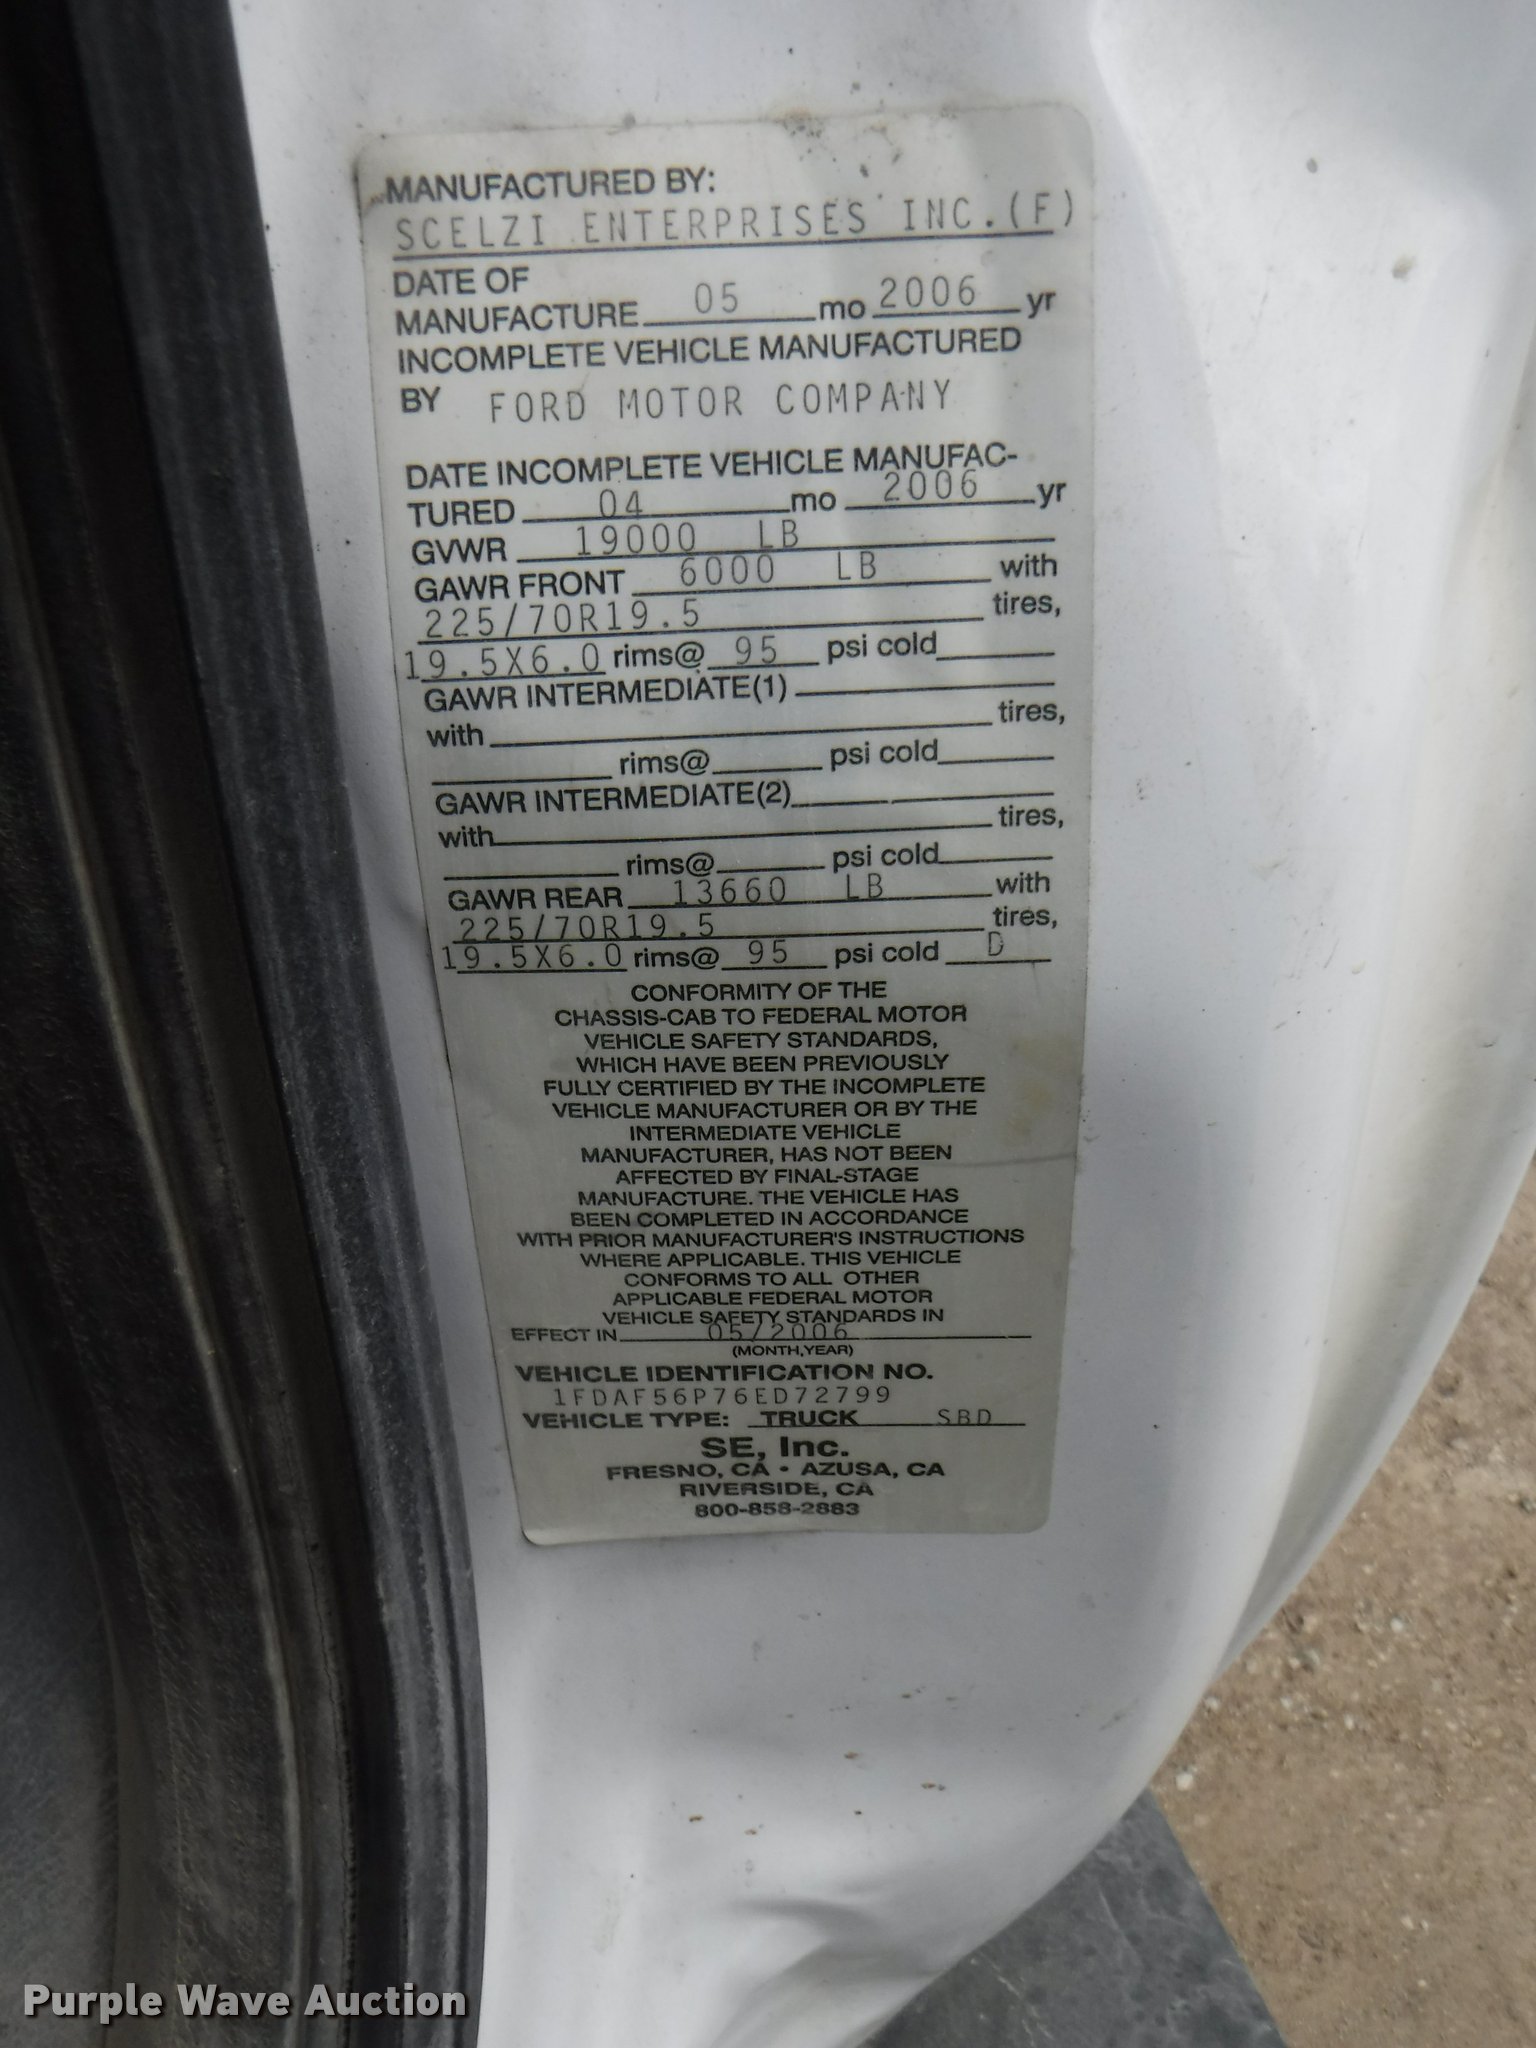 MANUFACTURED BY:
SCELZI ENTERPRISES INC.(F)
DATE OF
MANUFACTURE 05 mo 2006 yr
INCOMPLETE VEHICLE MANUFACTURED
BY FORD MOTOR COMPANY
DATE INCOMPLETE VEHICLE MANUFAC-
TURED 04 mo 2006 yr
GVWR 19000 LB
GAWR FRONT 6000 LB with
225/70R19.5 tires,
19.5X6.0 rims@ 95 psi cold
GAWR INTERMEDIATE(1)
with tires,
rims@ psi cold
GAWR INTERMEDIATE(2)
with tires,
rims@ psi cold
GAWR REAR 13660 LB with
225/70R19.5 tires,
19.5X6.0 rims@ 95 psi cold D
CONFORMITY OF THE
CHASSIS-CAB TO FEDERAL MOTOR
VEHICLE SAFETY STANDARDS,
WHICH HAVE BEEN PREVIOUSLY
FULLY CERTIFIED BY THE INCOMPLETE
VEHICLE MANUFACTURER OR BY THE
INTERMEDIATE VEHICLE
MANUFACTURER, HAS NOT BEEN
AFFECTED BY FINAL-STAGE
MANUFACTURE. THE VEHICLE HAS
BEEN COMPLETED IN ACCORDANCE
WITH PRIOR MANUFACTURER'S INSTRUCTIONS
WHERE APPLICABLE. THIS VEHICLE
CONFORMS TO ALL OTHER
APPLICABLE FEDERAL MOTOR
VEHICLE SAFETY STANDARDS IN
EFFECT IN 05/2006
(MONTH,YEAR)
VEHICLE IDENTIFICATION NO.
1FDAF56P76ED72799
VEHICLE TYPE: TRUCK SBD
SE, Inc.
FRESNO, CA • AZUSA, CA
RIVERSIDE, CA
800-858-2883
Purple Wave Auction